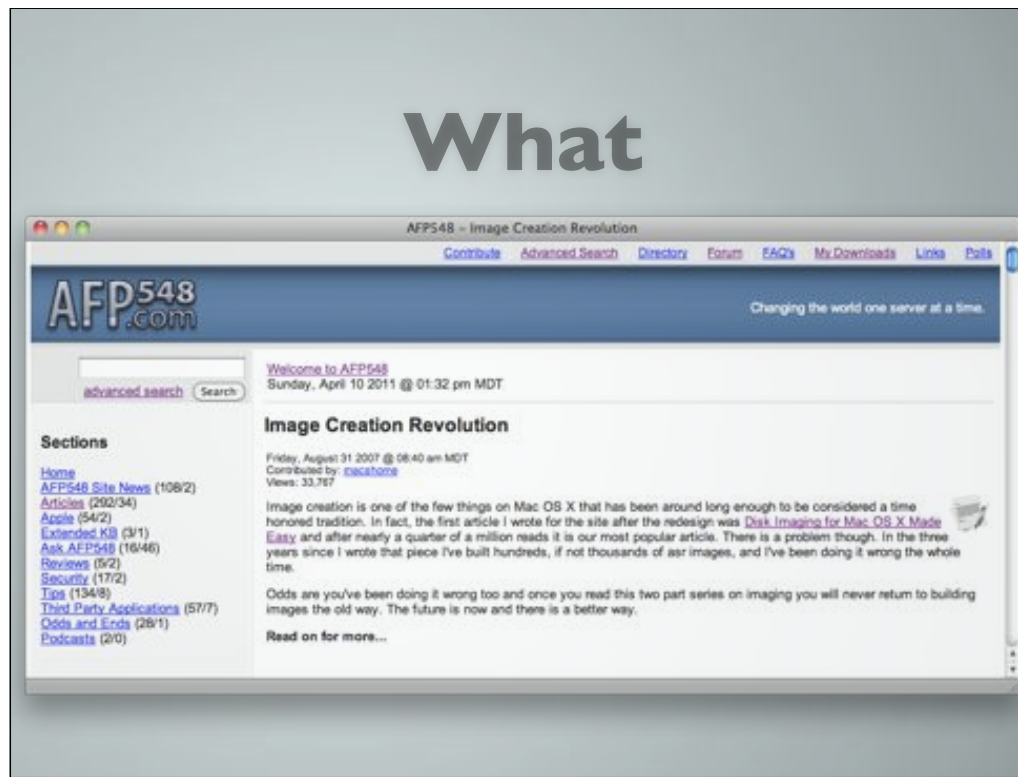 What
AFP548 – Image Creation Revolution
Contribute Advanced Search Directory Forum FAQ's My Downloads Links Polls
AFP548.com
Changing the world one server at a time.
advanced search Search
Sections
Home
AFP548 Site News (108/2)
Articles (292/34)
Apple (54/2)
Extended KB (3/1)
Ask AFP548 (16/46)
Reviews (5/2)
Security (17/2)
Tips (134/8)
Third Party Applications (57/7)
Odds and Ends (28/1)
Podcasts (2/0)
Welcome to AFP548
Sunday, April 10 2011 @ 01:32 pm MDT
Image Creation Revolution
Friday, August 31 2007 @ 08:40 am MDT
Contributed by: macshome
Views: 33,767
Image creation is one of the few things on Mac OS X that has been around long enough to be considered a time
honored tradition. In fact, the first article I wrote for the site after the redesign was Disk Imaging for Mac OS X Made
Easy and after nearly a quarter of a million reads it is our most popular article. There is a problem though. In the three
years since I wrote that piece I've built hundreds, if not thousands of asr images, and I've been doing it wrong the whole
time.
Odds are you've been doing it wrong too and once you read this two part series on imaging you will never return to building
images the old way. The future is now and there is a better way.
Read on for more...